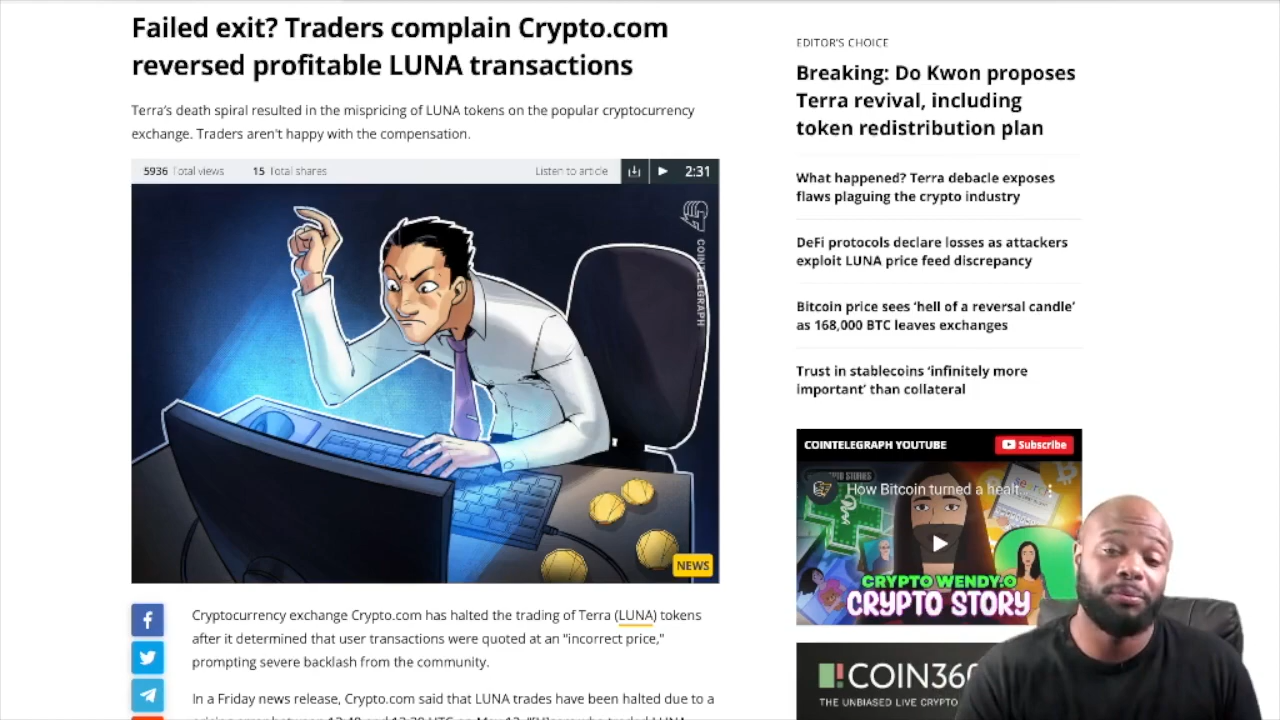 Failed exit? Traders complain Crypto.com
reversed profitable LUNA transactions
Terra's death spiral resulted in the mispricing of LUNA tokens on the popular cryptocurrency
exchange. Traders aren't happy with the compensation.
5936 Total views 15 Total shares Listen to article 2:31
COINTELEGRAPH
NEWS
Cryptocurrency exchange Crypto.com has halted the trading of Terra (LUNA) tokens
after it determined that user transactions were quoted at an "incorrect price,"
prompting severe backlash from the community.
In a Friday news release, Crypto.com said that LUNA trades have been halted due to a
EDITOR'S CHOICE
Breaking: Do Kwon proposes
Terra revival, including
token redistribution plan
What happened? Terra debacle exposes
flaws plaguing the crypto industry
DeFi protocols declare losses as attackers
exploit LUNA price feed discrepancy
Bitcoin price sees 'hell of a reversal candle'
as 168,000 BTC leaves exchanges
Trust in stablecoins 'infinitely more
important' than collateral
COINTELEGRAPH YOUTUBE Subscribe
How Bitcoin turned a healt...
CRYPTO WENDY.O
CRYPTO STORY
COIN360
THE UNBIASED LIVE CRYPTO